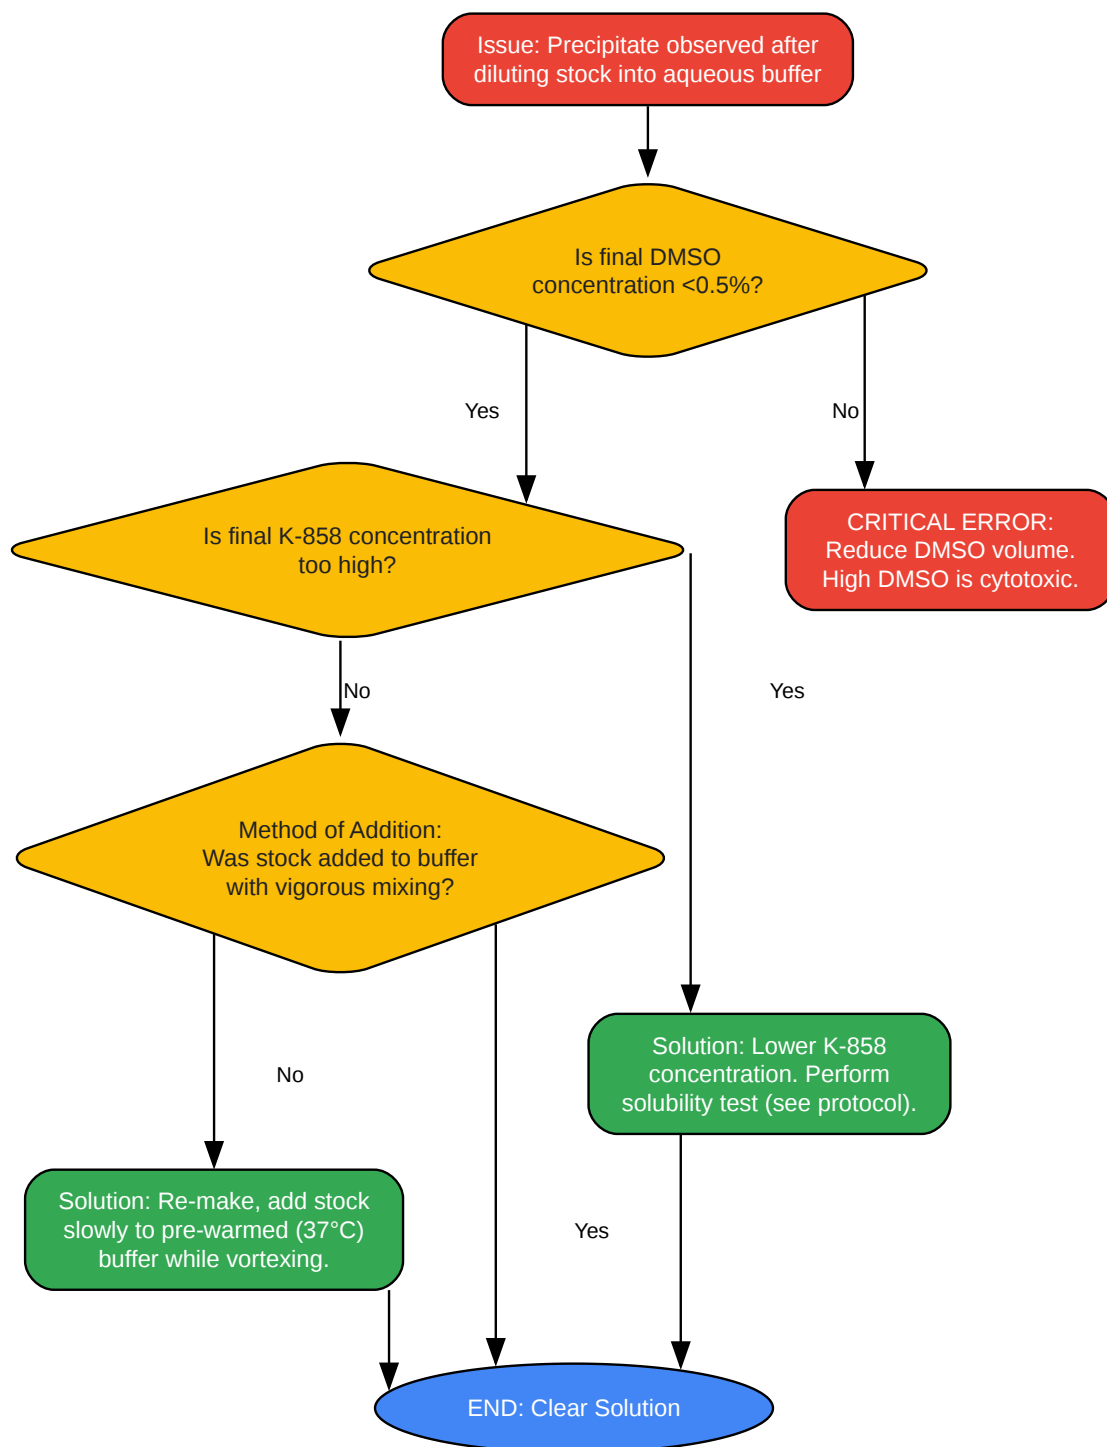 Issue: Precipitate observed after
diluting stock into aqueous buffer
Is final DMSO
concentration <0.5%?
Yes
No
Is final K-858 concentration
too high?
CRITICAL ERROR:
Reduce DMSO volume.
High DMSO is cytotoxic.
No
Yes
Method of Addition:
Was stock added to buffer
with vigorous mixing?
No
Solution: Lower K-858
concentration. Perform
solubility test (see protocol).
Solution: Re-make, add stock
slowly to pre-warmed (37°C)
buffer while vortexing.
Yes
END: Clear Solution